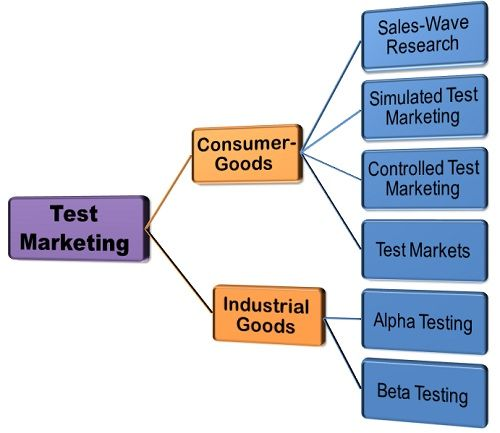 Test
Marketing
Consumer-
Goods
Sales-Wave
Research
Simulated Test
Marketing
Controlled Test
Marketing
Test Markets
Industrial
Goods
Alpha Testing
Beta Testing